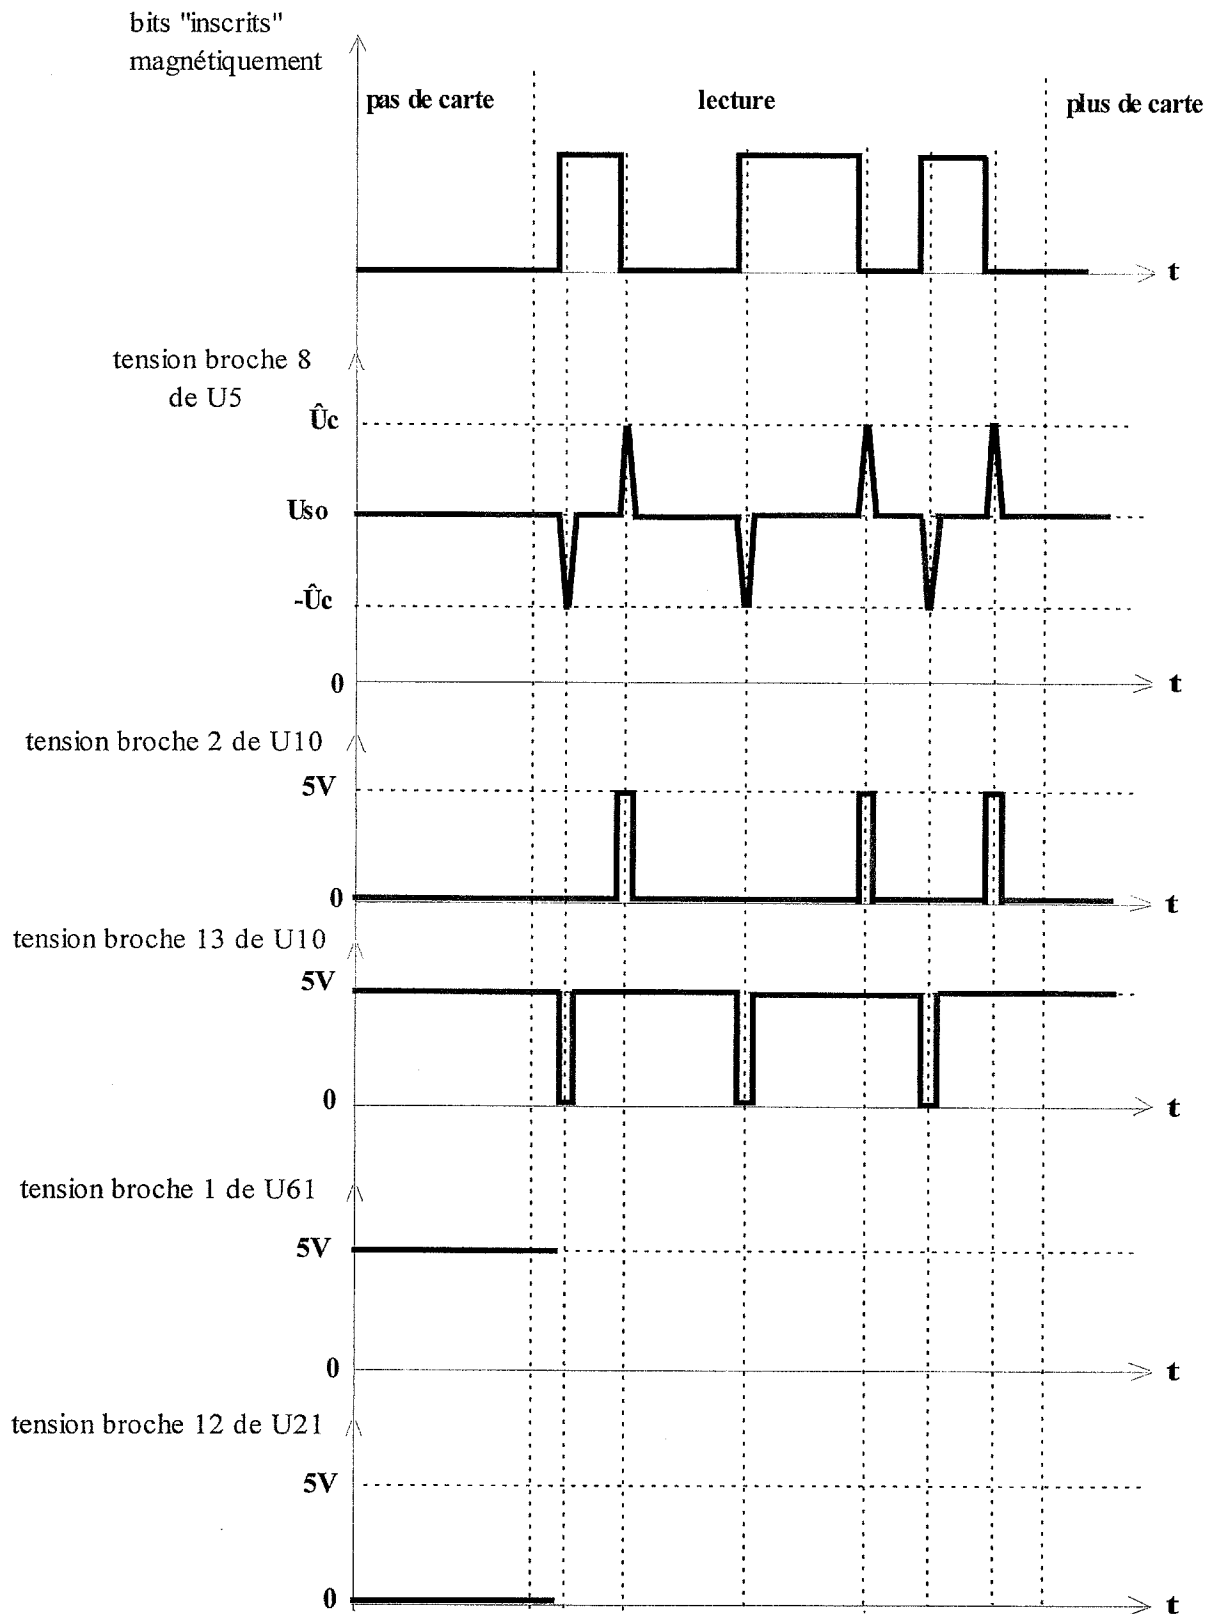 bits "inscrits"
magnétiquement
pas de carte
lecture
plus de carte
t
tension broche 8
de U5
Ûc
Uso
-Ûc
0
t
tension broche 2 de U10
5V
0
t
tension broche 13 de U10
5V
0
t
tension broche 1 de U61
5V
0
t
tension broche 12 de U21
5V
0
t